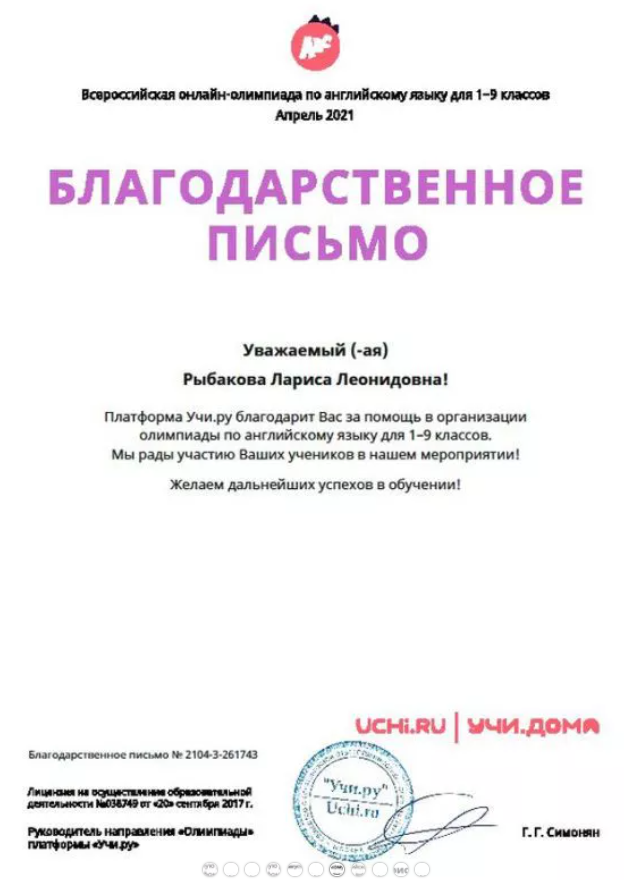 Всероссийская онлайн-олимпиада по английскому языку для 1–9 классов
Апрель 2021
БЛАГОДАРСТВЕННОЕ
ПИСЬМО
Уважаемый (-ая)
Рыбакова Лариса Леонидовна!
Платформа Учи.ру благодарит Вас за помощь в организации
олимпиады по английскому языку для 1–9 классов.
Мы рады участию Ваших учеников в нашем мероприятии!
Желаем дальнейших успехов в обучении!
UCHi.RU | УЧИ.ДОМА
Благодарственное письмо № 2104-3-261743
Лицензия на осуществление образовательной
деятельности №038749 от «20» сентября 2017 г.
Руководитель направления «Олимпиады»
платформы «Учи.ру»
"Учи.ру"
Uchi.ru
Г. Г. Симонян